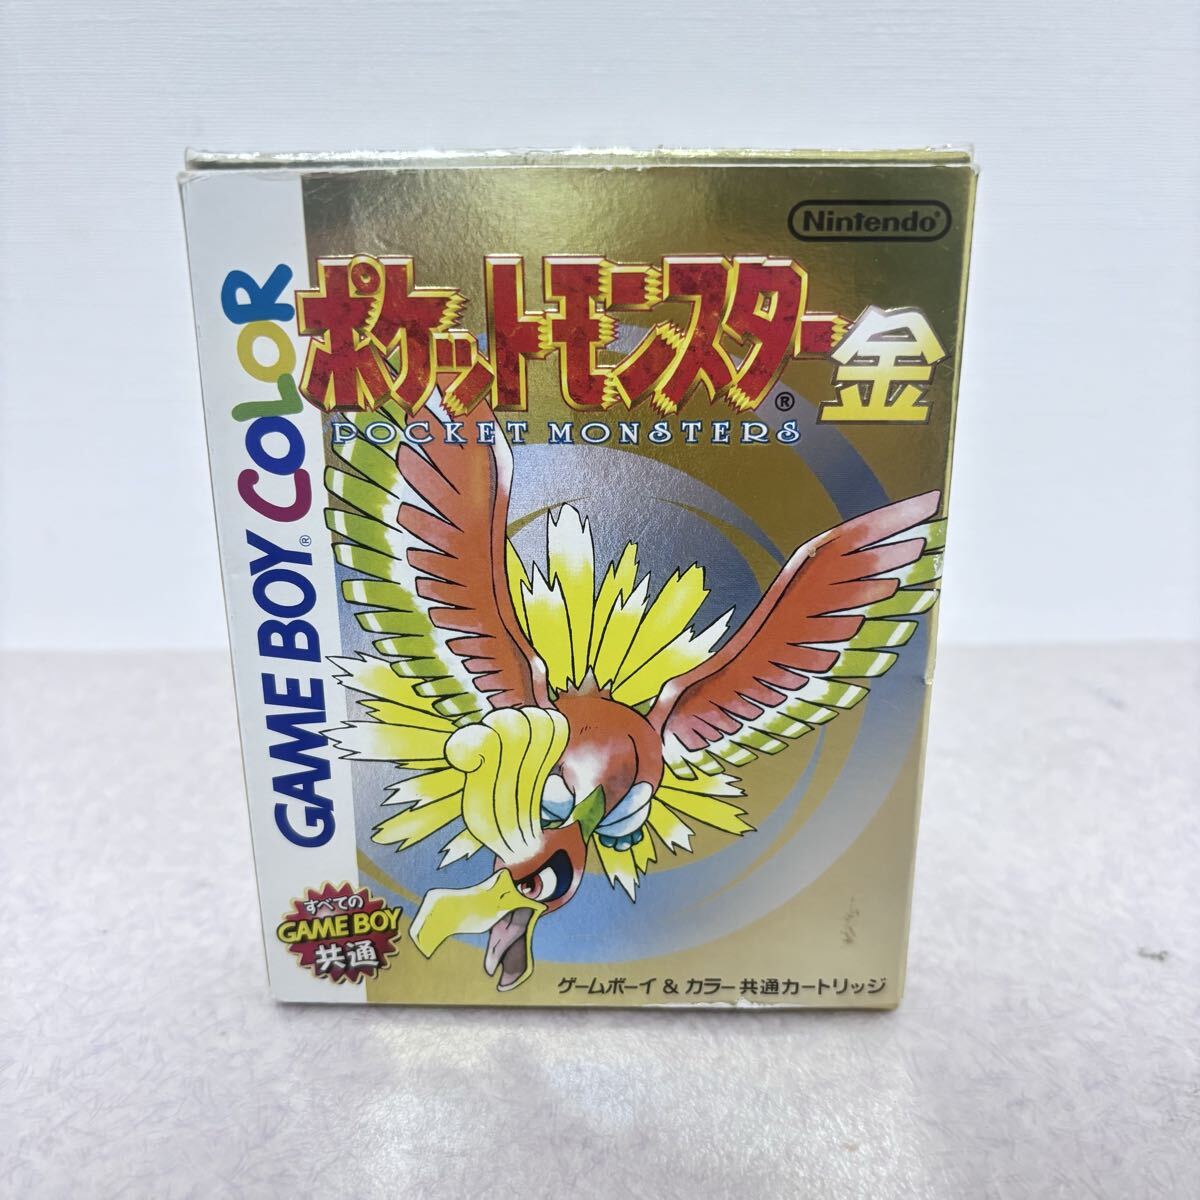 Nintendo®
ポケットモンスター金
®
POCKET MONSTERS
GAME BOY® COLOR
すべての
GAME BOY
共通
ゲームボーイ & カラー共通カートリッジ